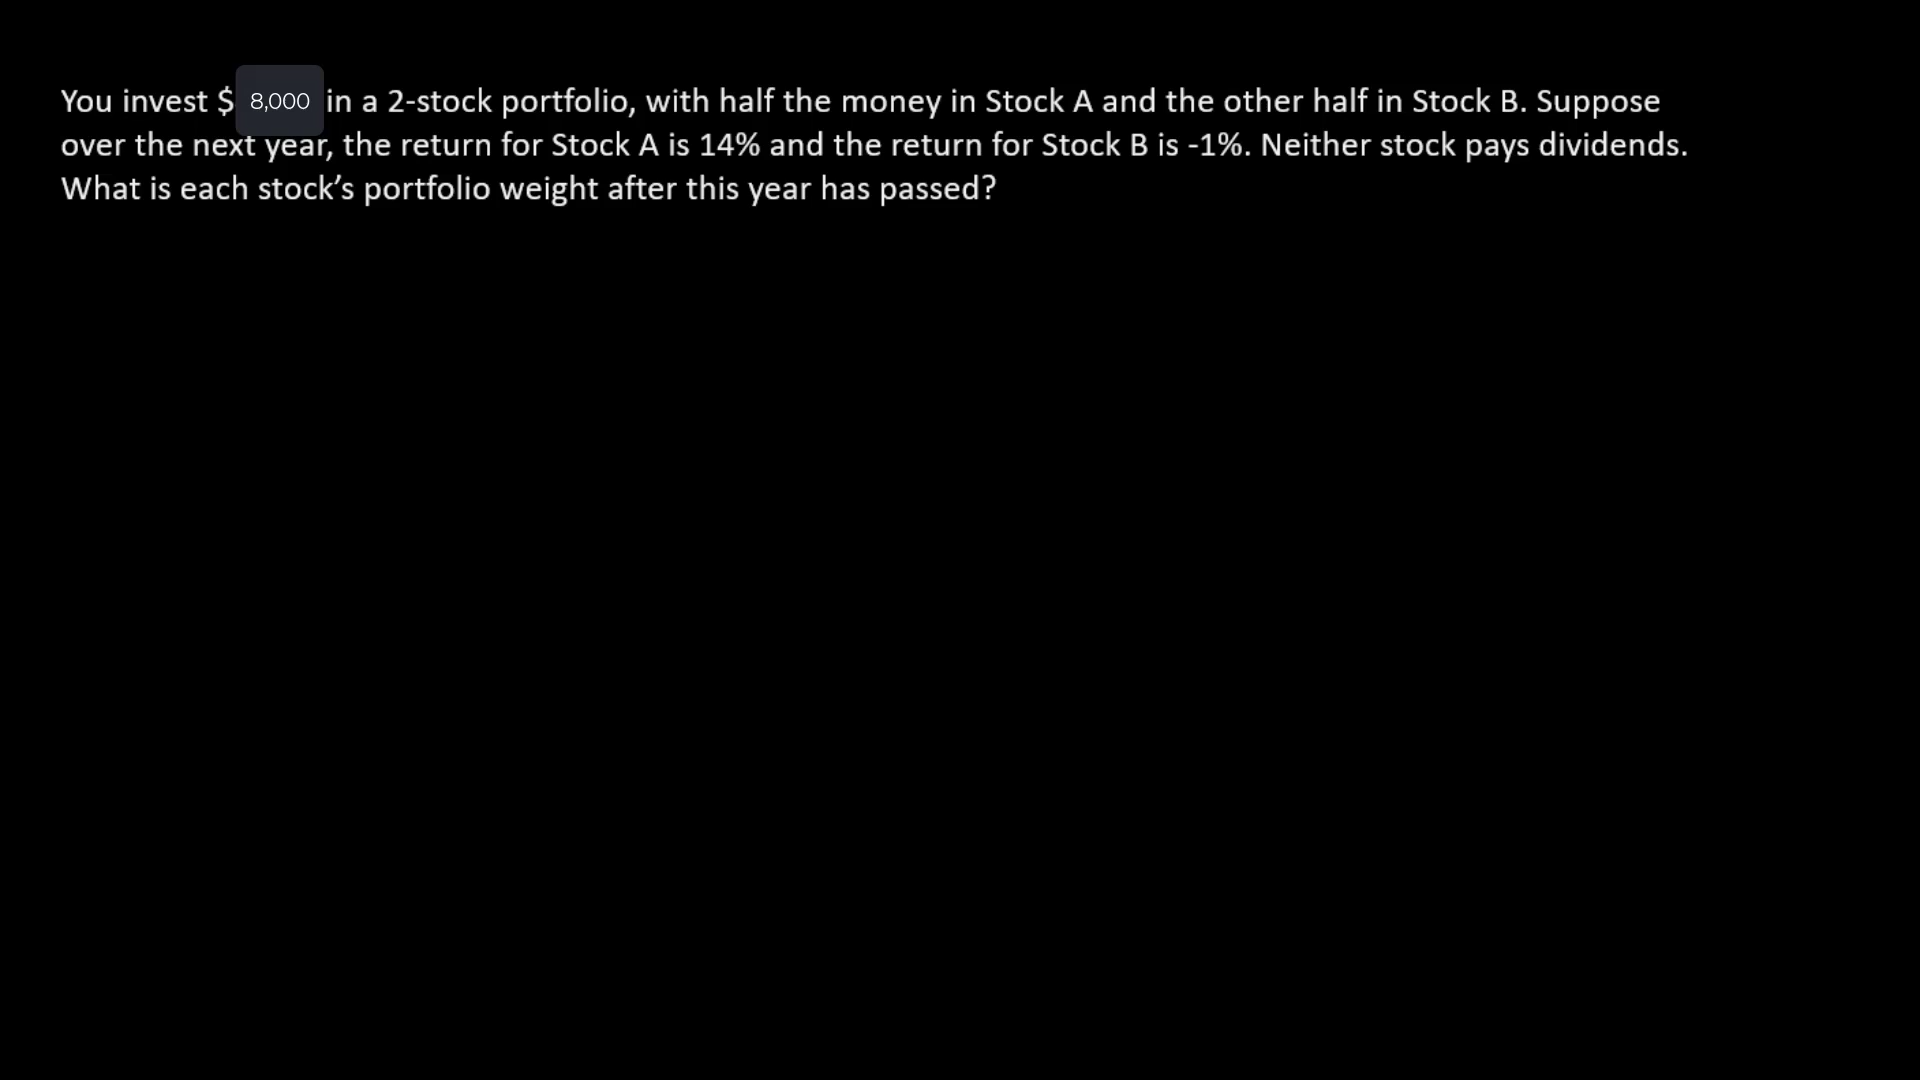 You invest $ 8,000 in a 2-stock portfolio, with half the money in Stock A and the other half in Stock B. Suppose
over the next year, the return for Stock A is 14% and the return for Stock B is -1%. Neither stock pays dividends.
What is each stock’s portfolio weight after this year has passed?